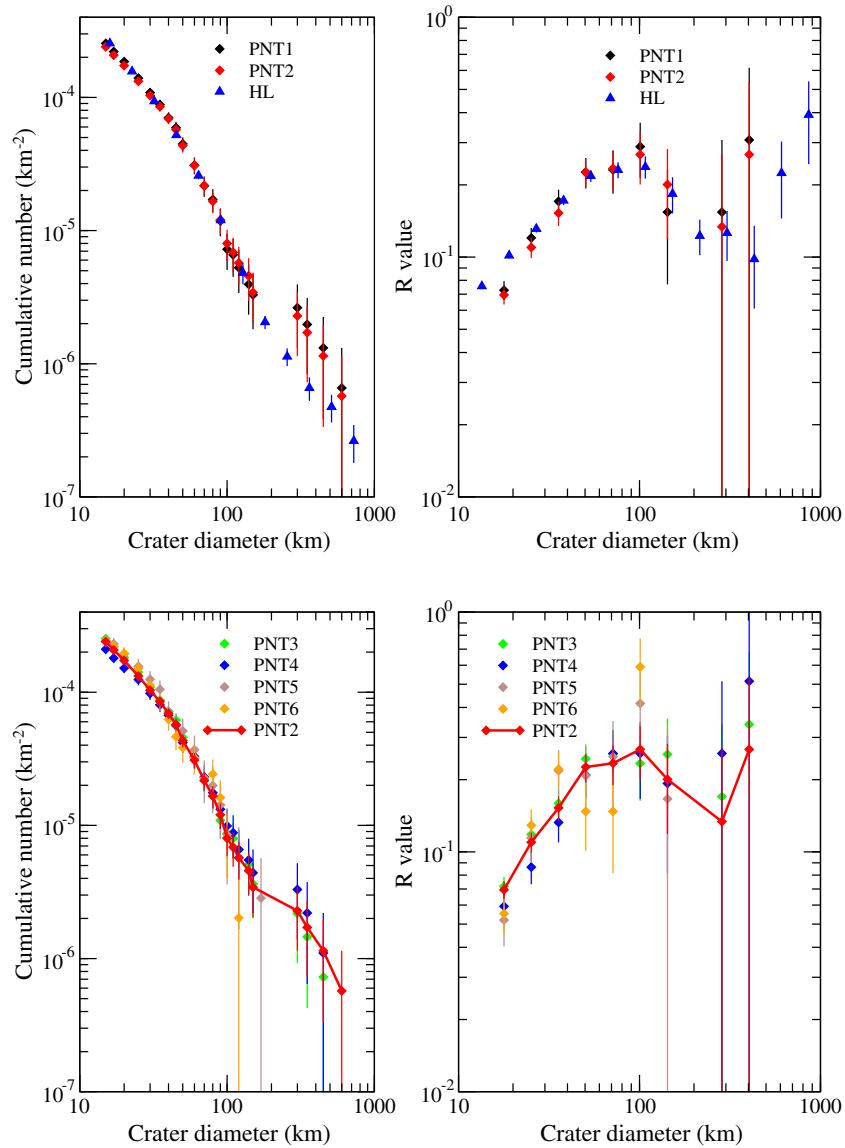 10^-4
10^-5
10^-6
10^-7
Cumulative number (km^-2)
PNT1
PNT2
HL
10
100
1000
Crater diameter (km)
10^0
10^-1
10^-2
R value
PNT1
PNT2
HL
10
100
1000
Crater diameter (km)
10^-4
10^-5
10^-6
10^-7
Cumulative number (km^-2)
PNT3
PNT4
PNT5
PNT6
PNT2
10
100
1000
Crater diameter (km)
10^0
10^-1
10^-2
R value
PNT3
PNT4
PNT5
PNT6
PNT2
10
100
1000
Crater diameter (km)